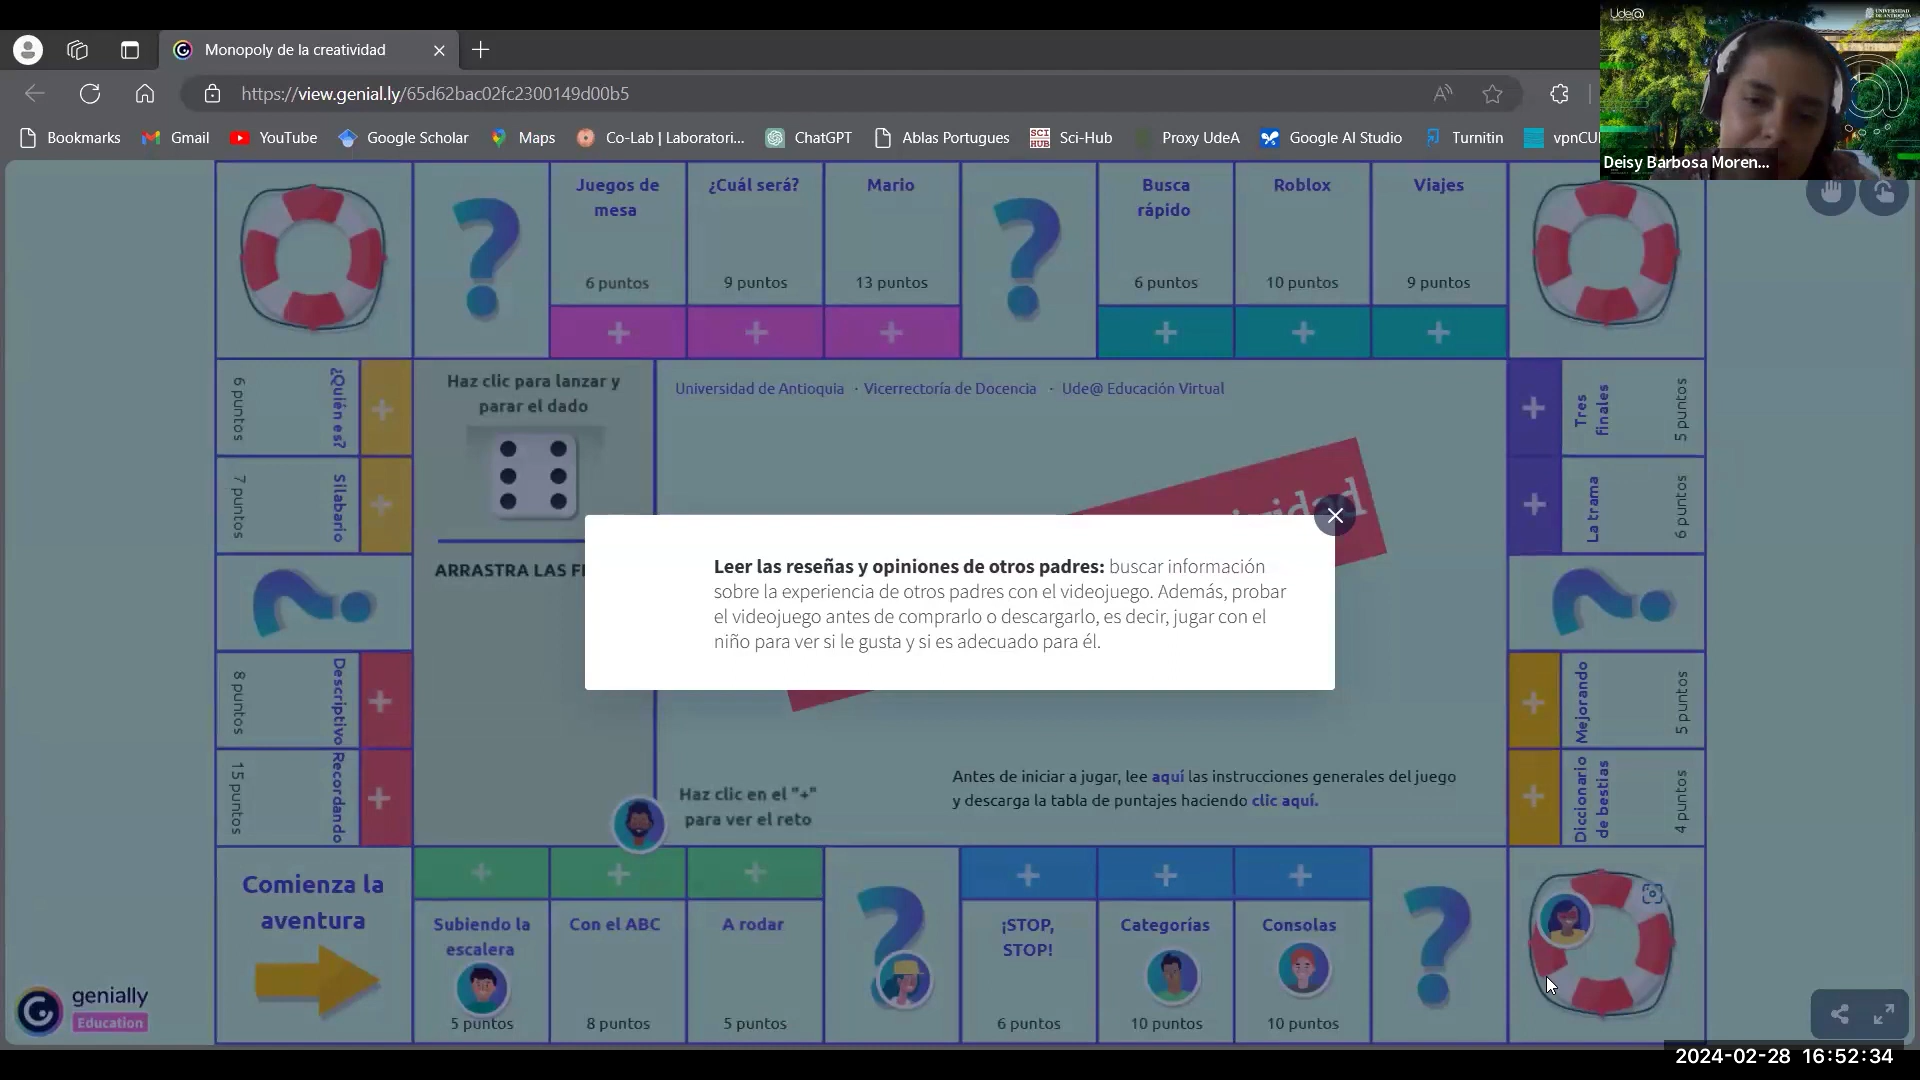 Monopoly de la creatividad
https://view.genial.ly/65d62bac02fc2300149d00b5
Bookmarks
Gmail
YouTube
Google Scholar
Maps
Co-Lab | Laboratori...
ChatGPT
Ablas Portugues
Sci-Hub
Proxy UdeA
Google AI Studio
Turnitin
Ude@
UNIVERSIDAD DE ANTIOQUIA
Deisy Barbosa Moren...
Juegos de
mesa
6 puntos
¿Cuál será?
9 puntos
Mario
13 puntos
Busca
rápido
6 puntos
Roblox
10 puntos
Viajes
9 puntos
¿Quién es?
6 puntos
Silabario
7 puntos
Descriptivo
8 puntos
Recordando
15 puntos
Haz clic para lanzar y
parar el dado
Universidad de Antioquia · Vicerrectoría de Docencia · Ude@ Educación Virtual
ARRASTRA LAS
Leer las reseñas y opiniones de otros padres: buscar información
sobre la experiencia de otros padres con el videojuego. Además, probar
el videojuego antes de comprarlo o descargarlo, es decir, jugar con el
niño para ver si le gusta y si es adecuado para él.
Haz clic en el "+"
para ver el reto
Antes de iniciar a jugar, lee aquí las instrucciones generales del juego
y descarga la tabla de puntajes haciendo clic aquí.
Tres
finales
5 puntos
La trama
6 puntos
Mejorando
5 puntos
Diccionario
de bestias
4 puntos
Comienza la
aventura
Subiendo la
escalera
5 puntos
Con el ABC
8 puntos
A rodar
5 puntos
¡STOP,
STOP!
6 puntos
Categorías
10 puntos
Consolas
10 puntos
genially
Education
2024-02-28 16:52:34